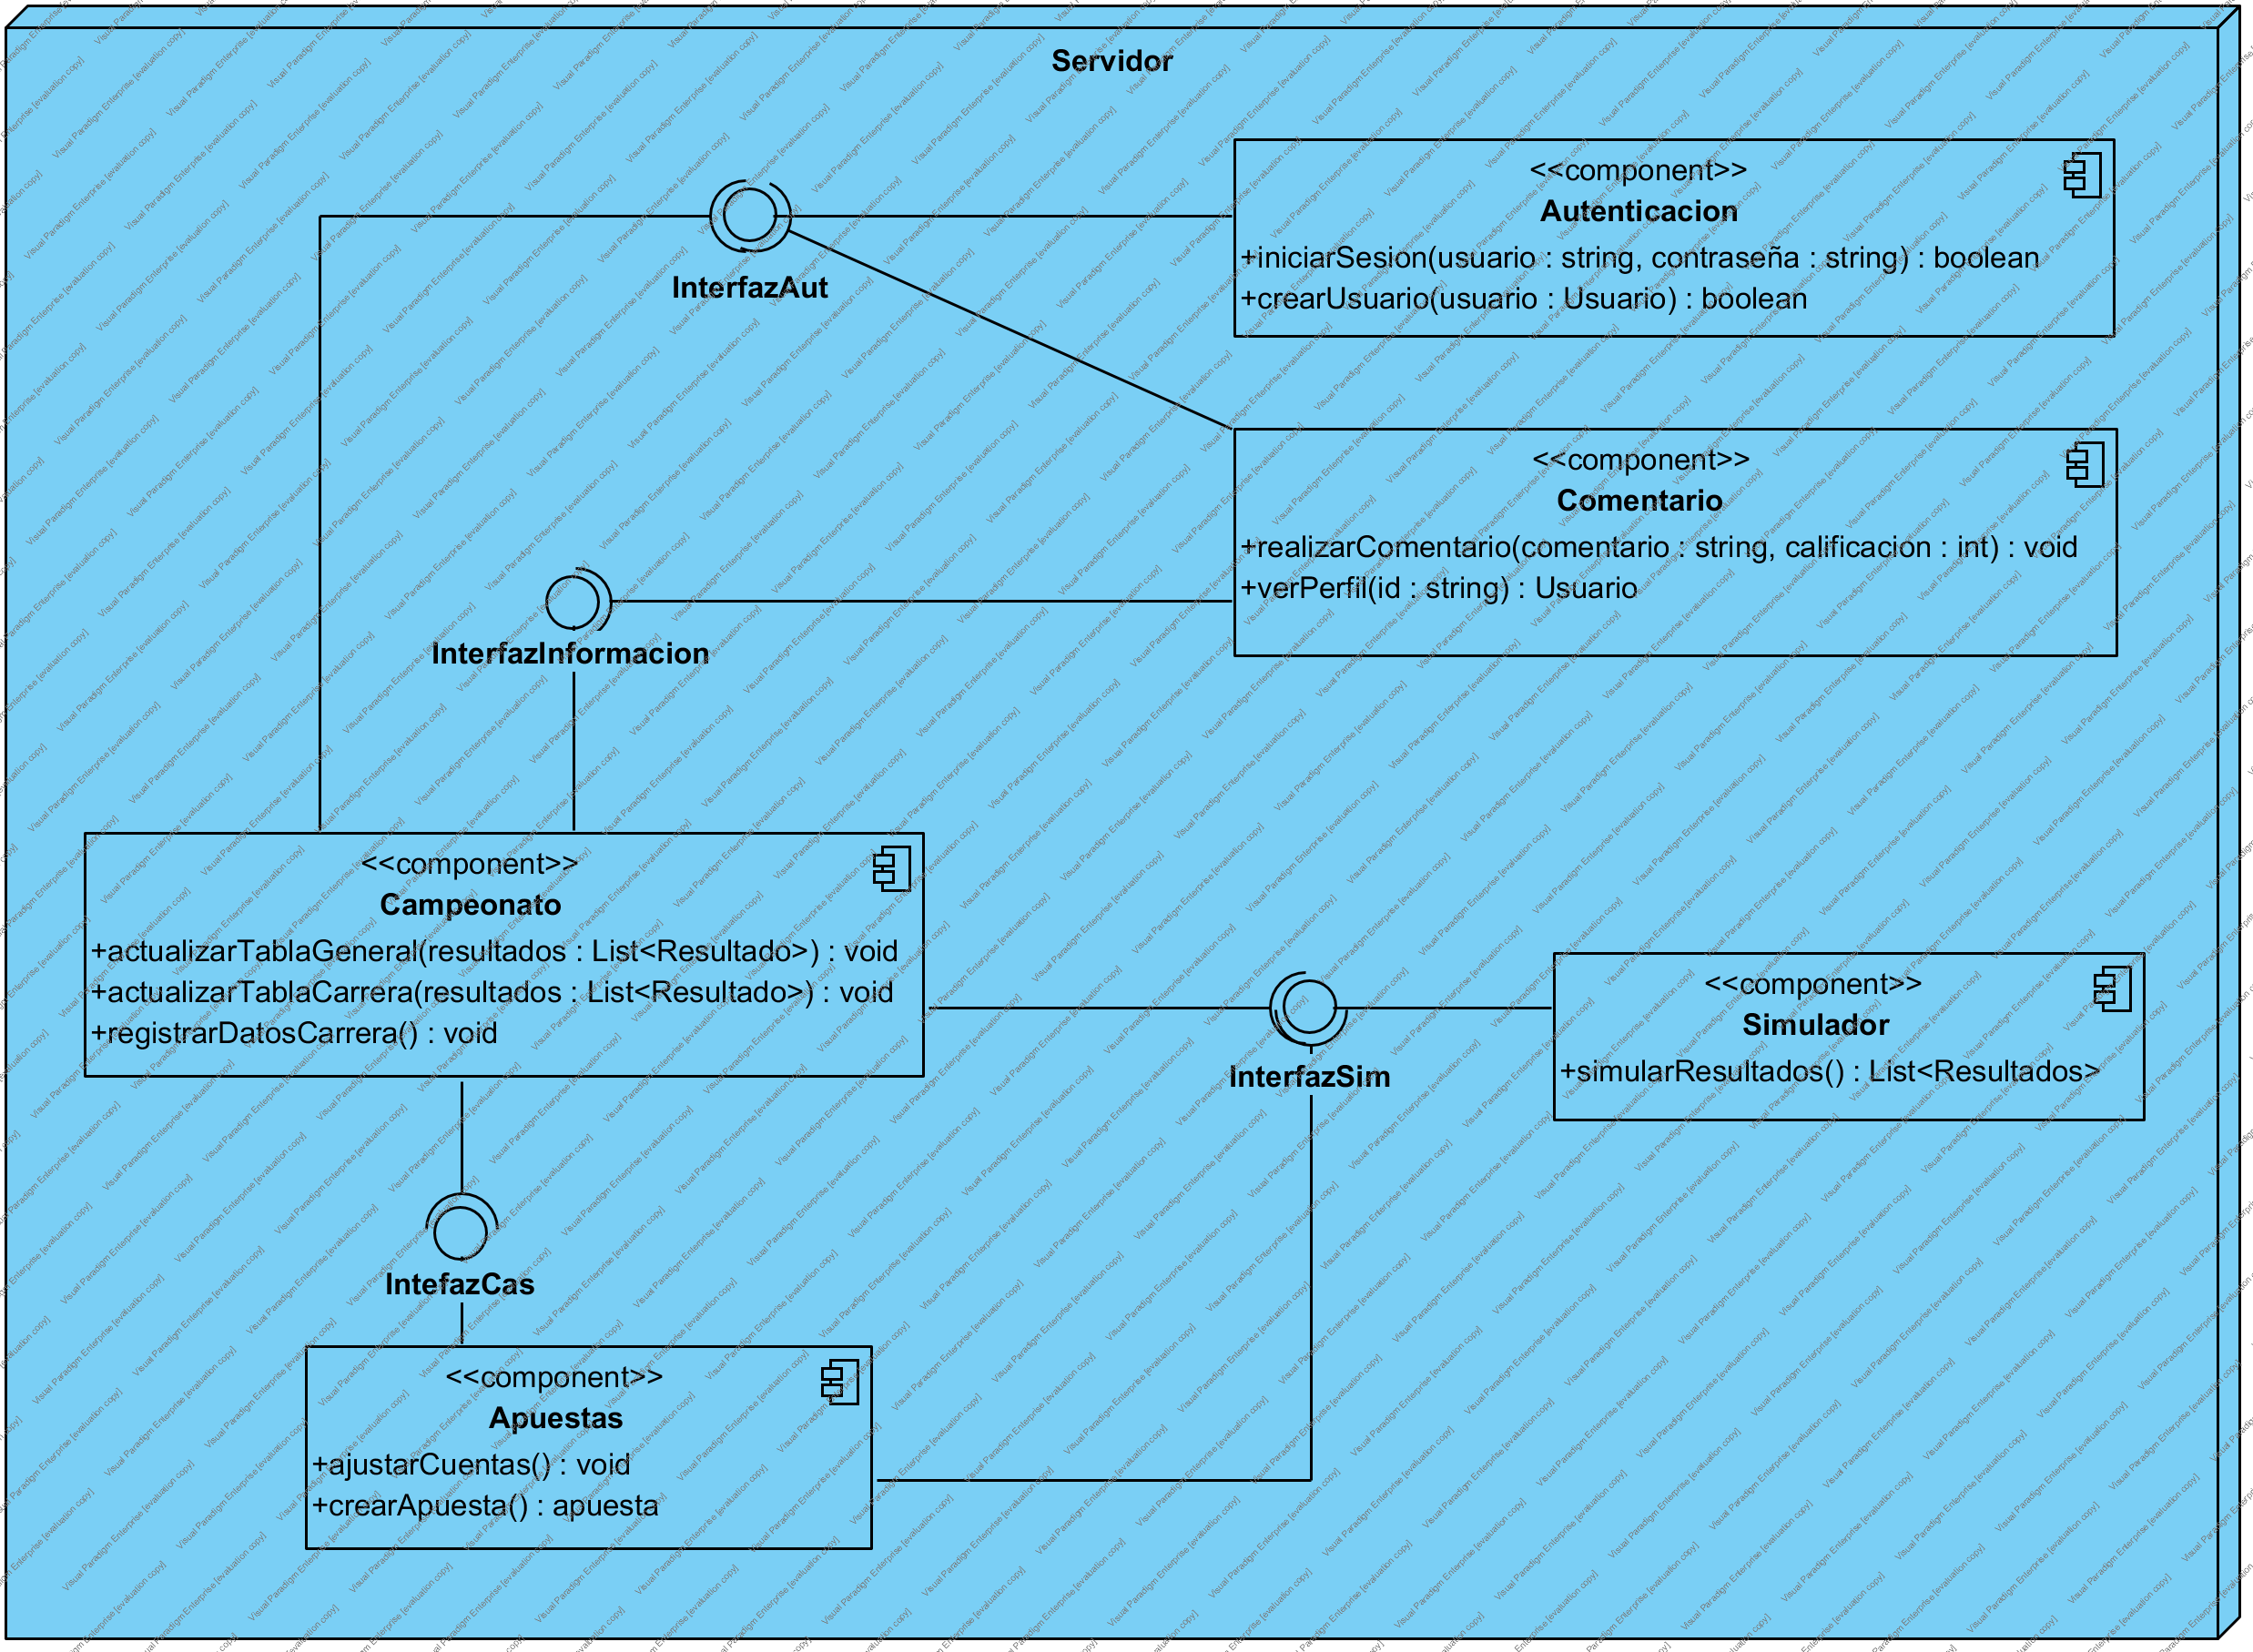 Servidor
<<component>>
Autenticacion
+iniciarSesion(usuario : string, contraseña : string) : boolean
+crearUsuario(usuario : Usuario) : boolean
InterfazAut
<<component>>
Comentario
+realizarComentario(comentario : string, calificacion : int) : void
+verPerfil(id : string) : Usuario
InterfazInformacion
<<component>>
Campeonato
+actualizarTablaGeneral(resultados : List<Resultado>) : void
+actualizarTablaCarrera(resultados : List<Resultado>) : void
+registrarDatosCarrera() : void
InterfazSim
<<component>>
Simulador
+simularResultados() : List<Resultados>
IntefazCas
<<component>>
Apuestas
+ajustarCuentas() : void
+crearApuesta() : apuesta
Visual Paradigm Enterprise [evaluation copy]